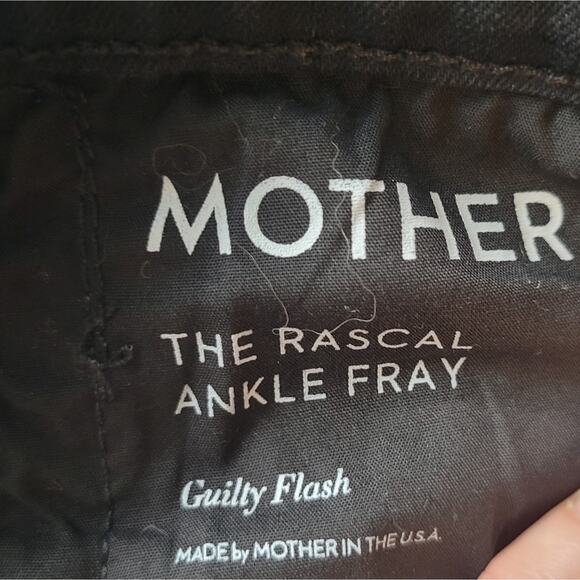 MOTHER
THE RASCAL
ANKLE FRAY
Guilty Flash
MADE by MOTHER IN THE U.S.A.